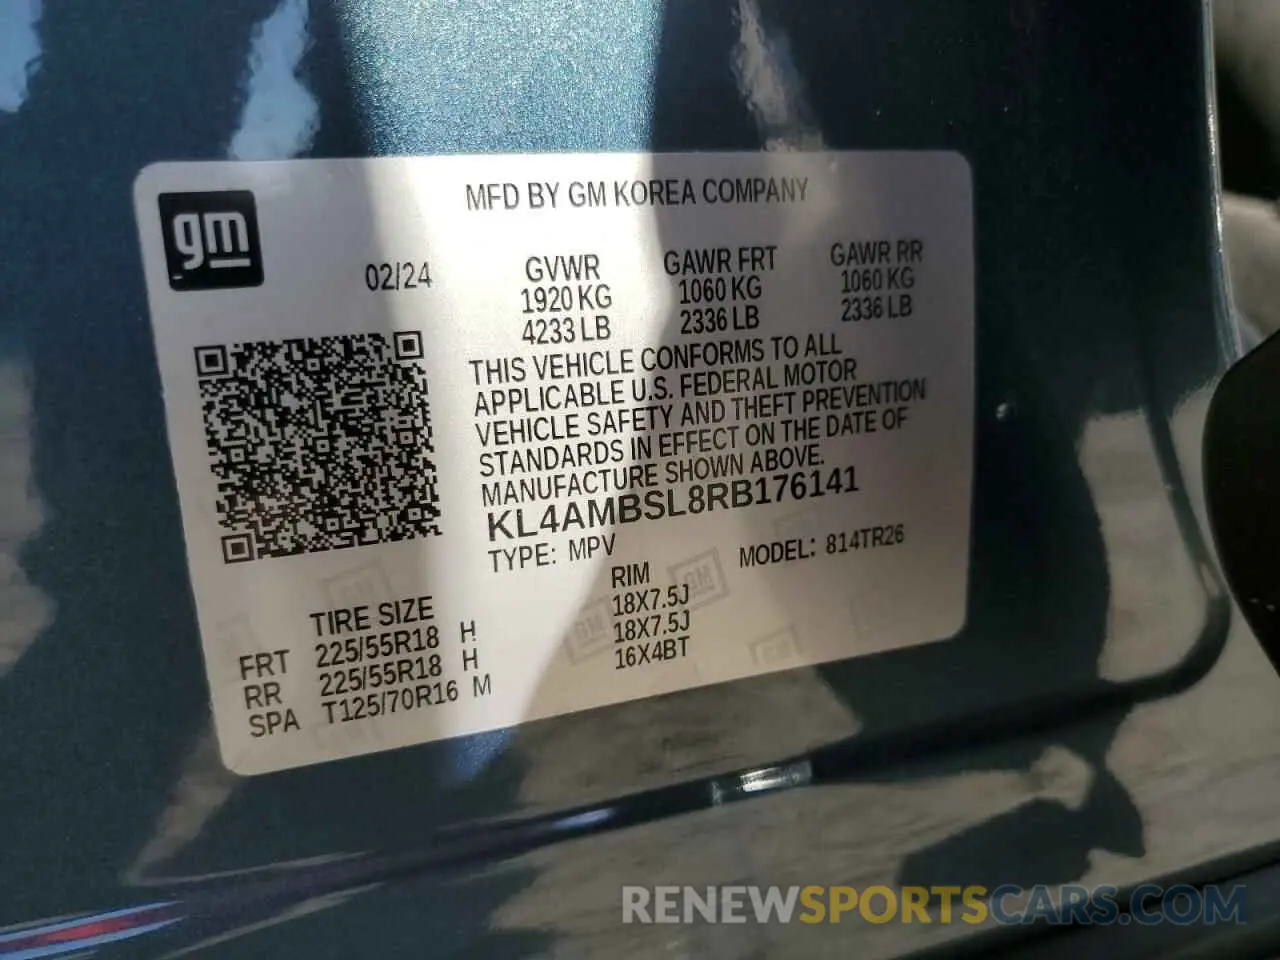 gm
MFD BY GM KOREA COMPANY
02/24
GVWR GAWR FRT GAWR RR
1920 KG 1060 KG 1060 KG
4233 LB 2336 LB 2336 LB
THIS VEHICLE CONFORMS TO ALL
APPLICABLE U.S. FEDERAL MOTOR
VEHICLE SAFETY AND THEFT PREVENTION
STANDARDS IN EFFECT ON THE DATE OF
MANUFACTURE SHOWN ABOVE.
KL4AMBSL8RB176141
TYPE: MPV MODEL: 814TR26
TIRE SIZE RIM
FRT 225/55R18 H 18X7.5J
RR 225/55R18 H 18X7.5J
SPA T125/70R16 M 16X4BT
RENEWSPORTSCARS.COM